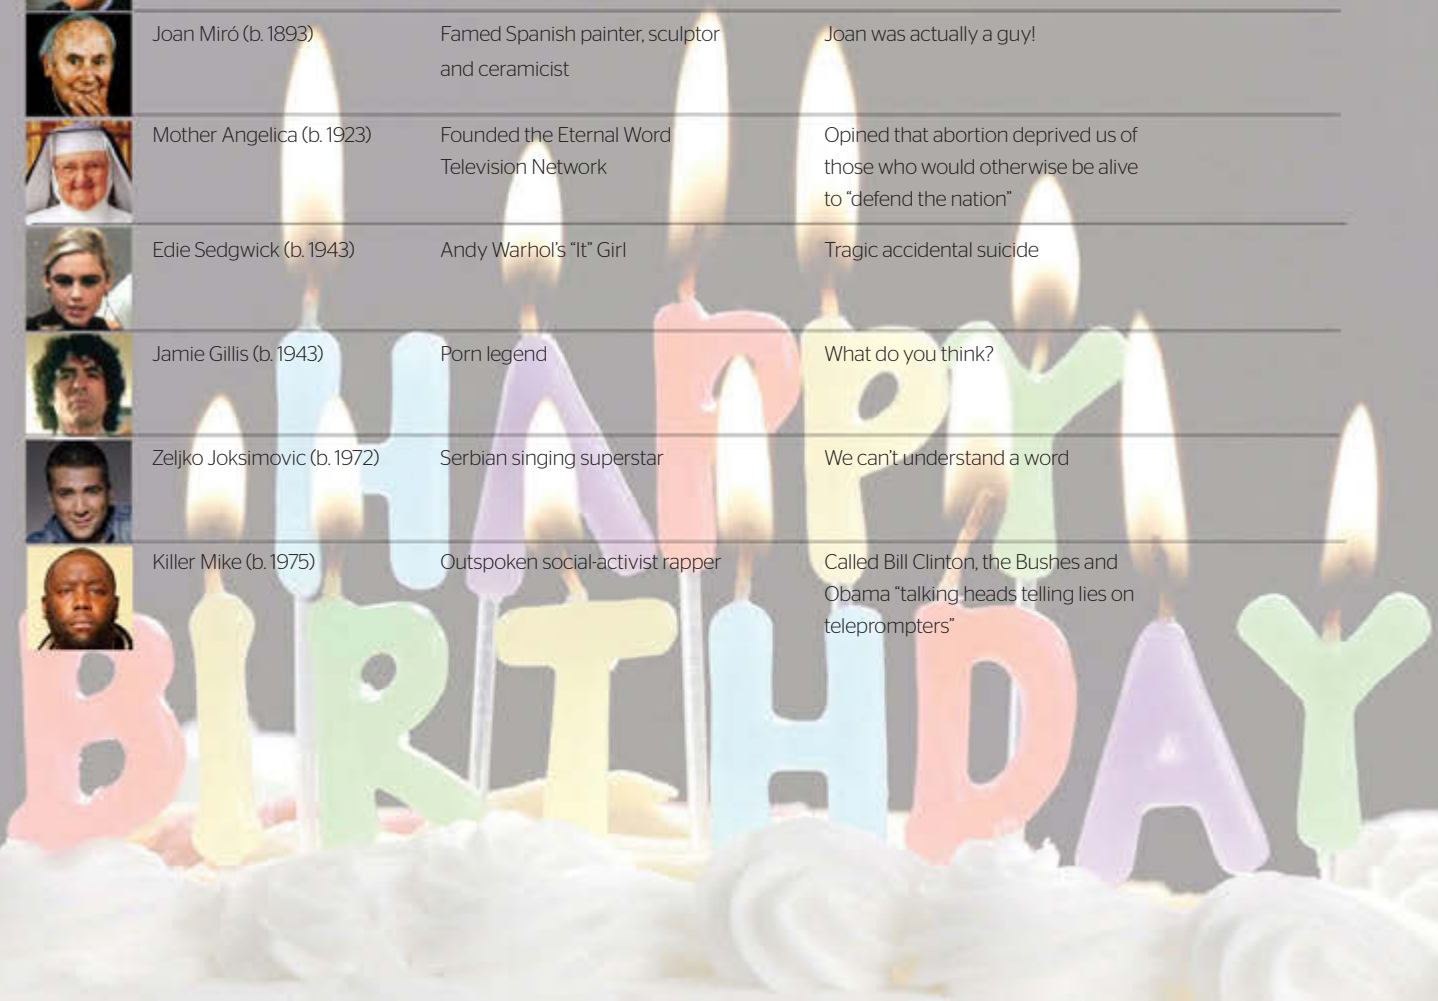 Joan Miró (b. 1893) Famed Spanish painter, sculptor Joan was actually a guy!
and ceramicist
Mother Angelica (b. 1923) Founded the Eternal Word Opined that abortion deprived us of
Television Network those who would otherwise be alive
to “defend the nation”
Edie Sedgwick (b. 1943) Andy Warhol’s “It” Girl Tragic accidental suicide
Jamie Gillis (b. 1943) Porn legend What do you think?
Zeljko Joksimovic (b. 1972) Serbian singing superstar We can’t understand a word
Killer Mike (b. 1975) Outspoken social-activist rapper Called Bill Clinton, the Bushes and
Obama “talking heads telling lies on
teleprompters”
HAPPY
BIRTHDAY